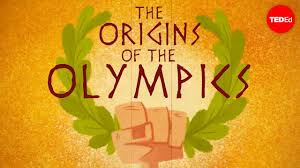 TED Ed
THE
ORIGINS
OF THE
OLYMPICS